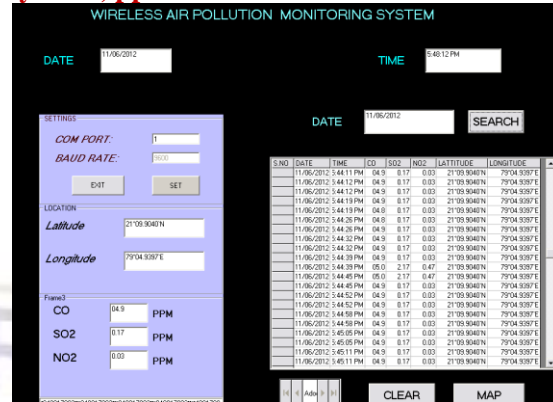 WIRELESS AIR POLLUTION MONITORING SYSTEM
DATE 11/06/2012 TIME 5:48:12 PM
DATE 11/06/2012 SEARCH
SETTINGS
COM PORT: 1
BAUD RATE: 9600
EXIT SET
LOCATION
Latitude 21°09.9040'N
Longitude 79°04.9397'E
Frame3
CO 04.9 PPM
SO2 0.17 PPM
NO2 0.03 PPM
S.NO DATE TIME CO SO2 NO2 LATTITUDE LONGITUDE
11/06/2012 5:44:11 PM 04.9 0.17 0.03 21°09.9040'N 79°04.9397'E
11/06/2012 5:44:12 PM 04.9 0.17 0.03 21°09.9040'N 79°04.9397'E
11/06/2012 5:44:12 PM 04.9 0.17 0.03 21°09.9040'N 79°04.9397'E
11/06/2012 5:44:19 PM 04.8 0.17 0.03 21°09.9040'N 79°04.9397'E
11/06/2012 5:44:19 PM 04.8 0.17 0.03 21°09.9040'N 79°04.9397'E
11/06/2012 5:44:26 PM 04.8 0.17 0.03 21°09.9040'N 79°04.9397'E
11/06/2012 5:44:26 PM 04.9 0.17 0.03 21°09.9040'N 79°04.9397'E
11/06/2012 5:44:32 PM 04.9 0.17 0.03 21°09.9040'N 79°04.9397'E
11/06/2012 5:44:32 PM 04.9 0.17 0.03 21°09.9040'N 79°04.9397'E
11/06/2012 5:44:39 PM 04.9 0.17 0.03 21°09.9040'N 79°04.9397'E
11/06/2012 5:44:39 PM 05.0 2.17 0.47 21°09.9040'N 79°04.9397'E
11/06/2012 5:44:45 PM 05.0 2.17 0.47 21°09.9040'N 79°04.9397'E
11/06/2012 5:44:45 PM 04.9 0.17 0.03 21°09.9040'N 79°04.9397'E
11/06/2012 5:44:52 PM 04.9 0.17 0.03 21°09.9040'N 79°04.9397'E
11/06/2012 5:44:52 PM 04.9 0.17 0.03 21°09.9040'N 79°04.9397'E
11/06/2012 5:44:58 PM 04.9 0.17 0.03 21°09.9040'N 79°04.9397'E
11/06/2012 5:44:58 PM 04.9 0.17 0.03 21°09.9040'N 79°04.9397'E
11/06/2012 5:45:05 PM 04.9 0.17 0.03 21°09.9040'N 79°04.9397'E
11/06/2012 5:45:05 PM 04.9 0.17 0.03 21°09.9040'N 79°04.9397'E
11/06/2012 5:45:11 PM 04.9 0.17 0.03 21°09.9040'N 79°04.9397'E
11/06/2012 5:45:11 PM 04.9 0.17 0.03 21°09.9040'N 79°04.9397'E
Ado CLEAR MAP